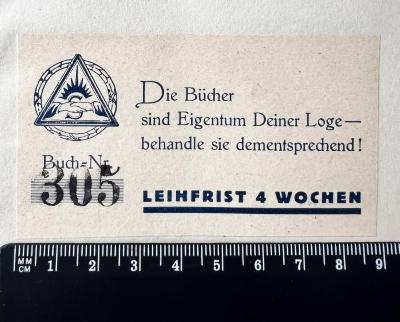 Die Bücher
sind Eigentum Deiner Loge—
behandle sie dementsprechend!
Buch-Nr.
305
LEIHFRIST 4 WOCHEN
MM
CM
1 2 3 4 5 6 7 8 9